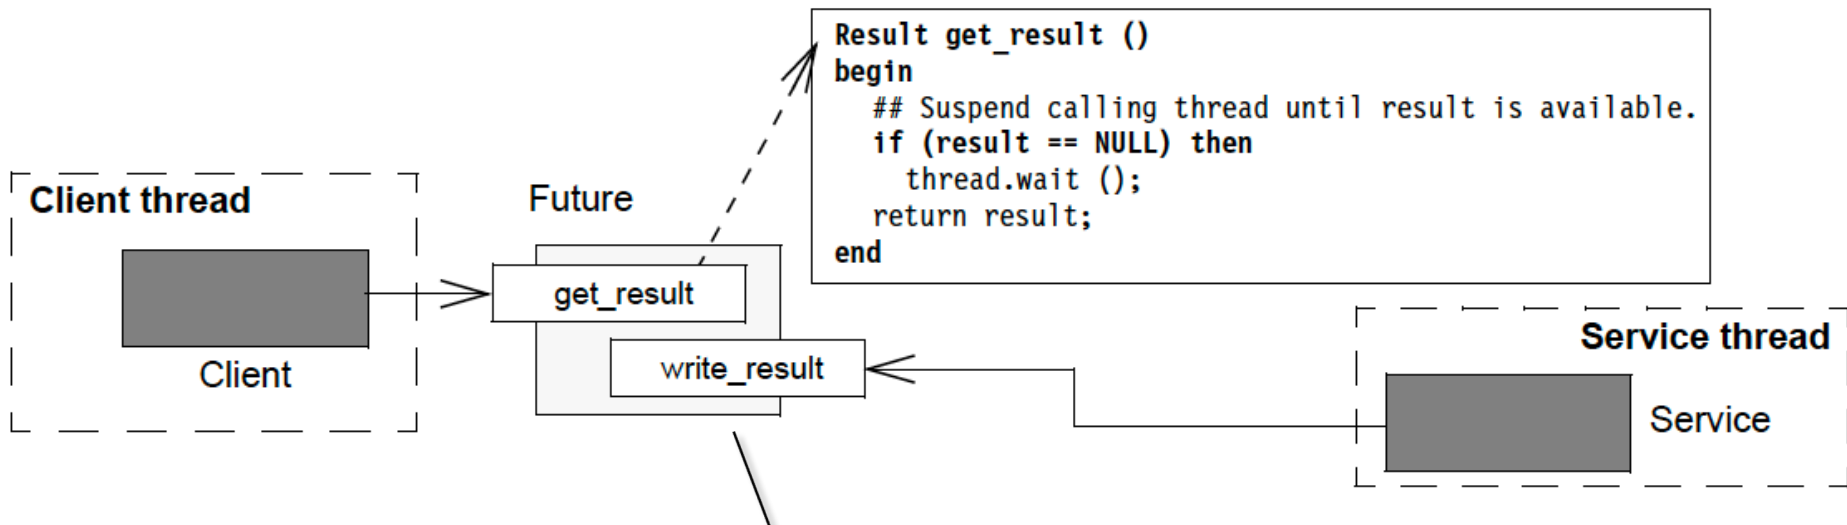 Result get_result ()
begin
## Suspend calling thread until result is available.
if (result == NULL) then
thread.wait ();
return result;
end
Client thread
Future
get_result
Client
write_result
Service thread
Service